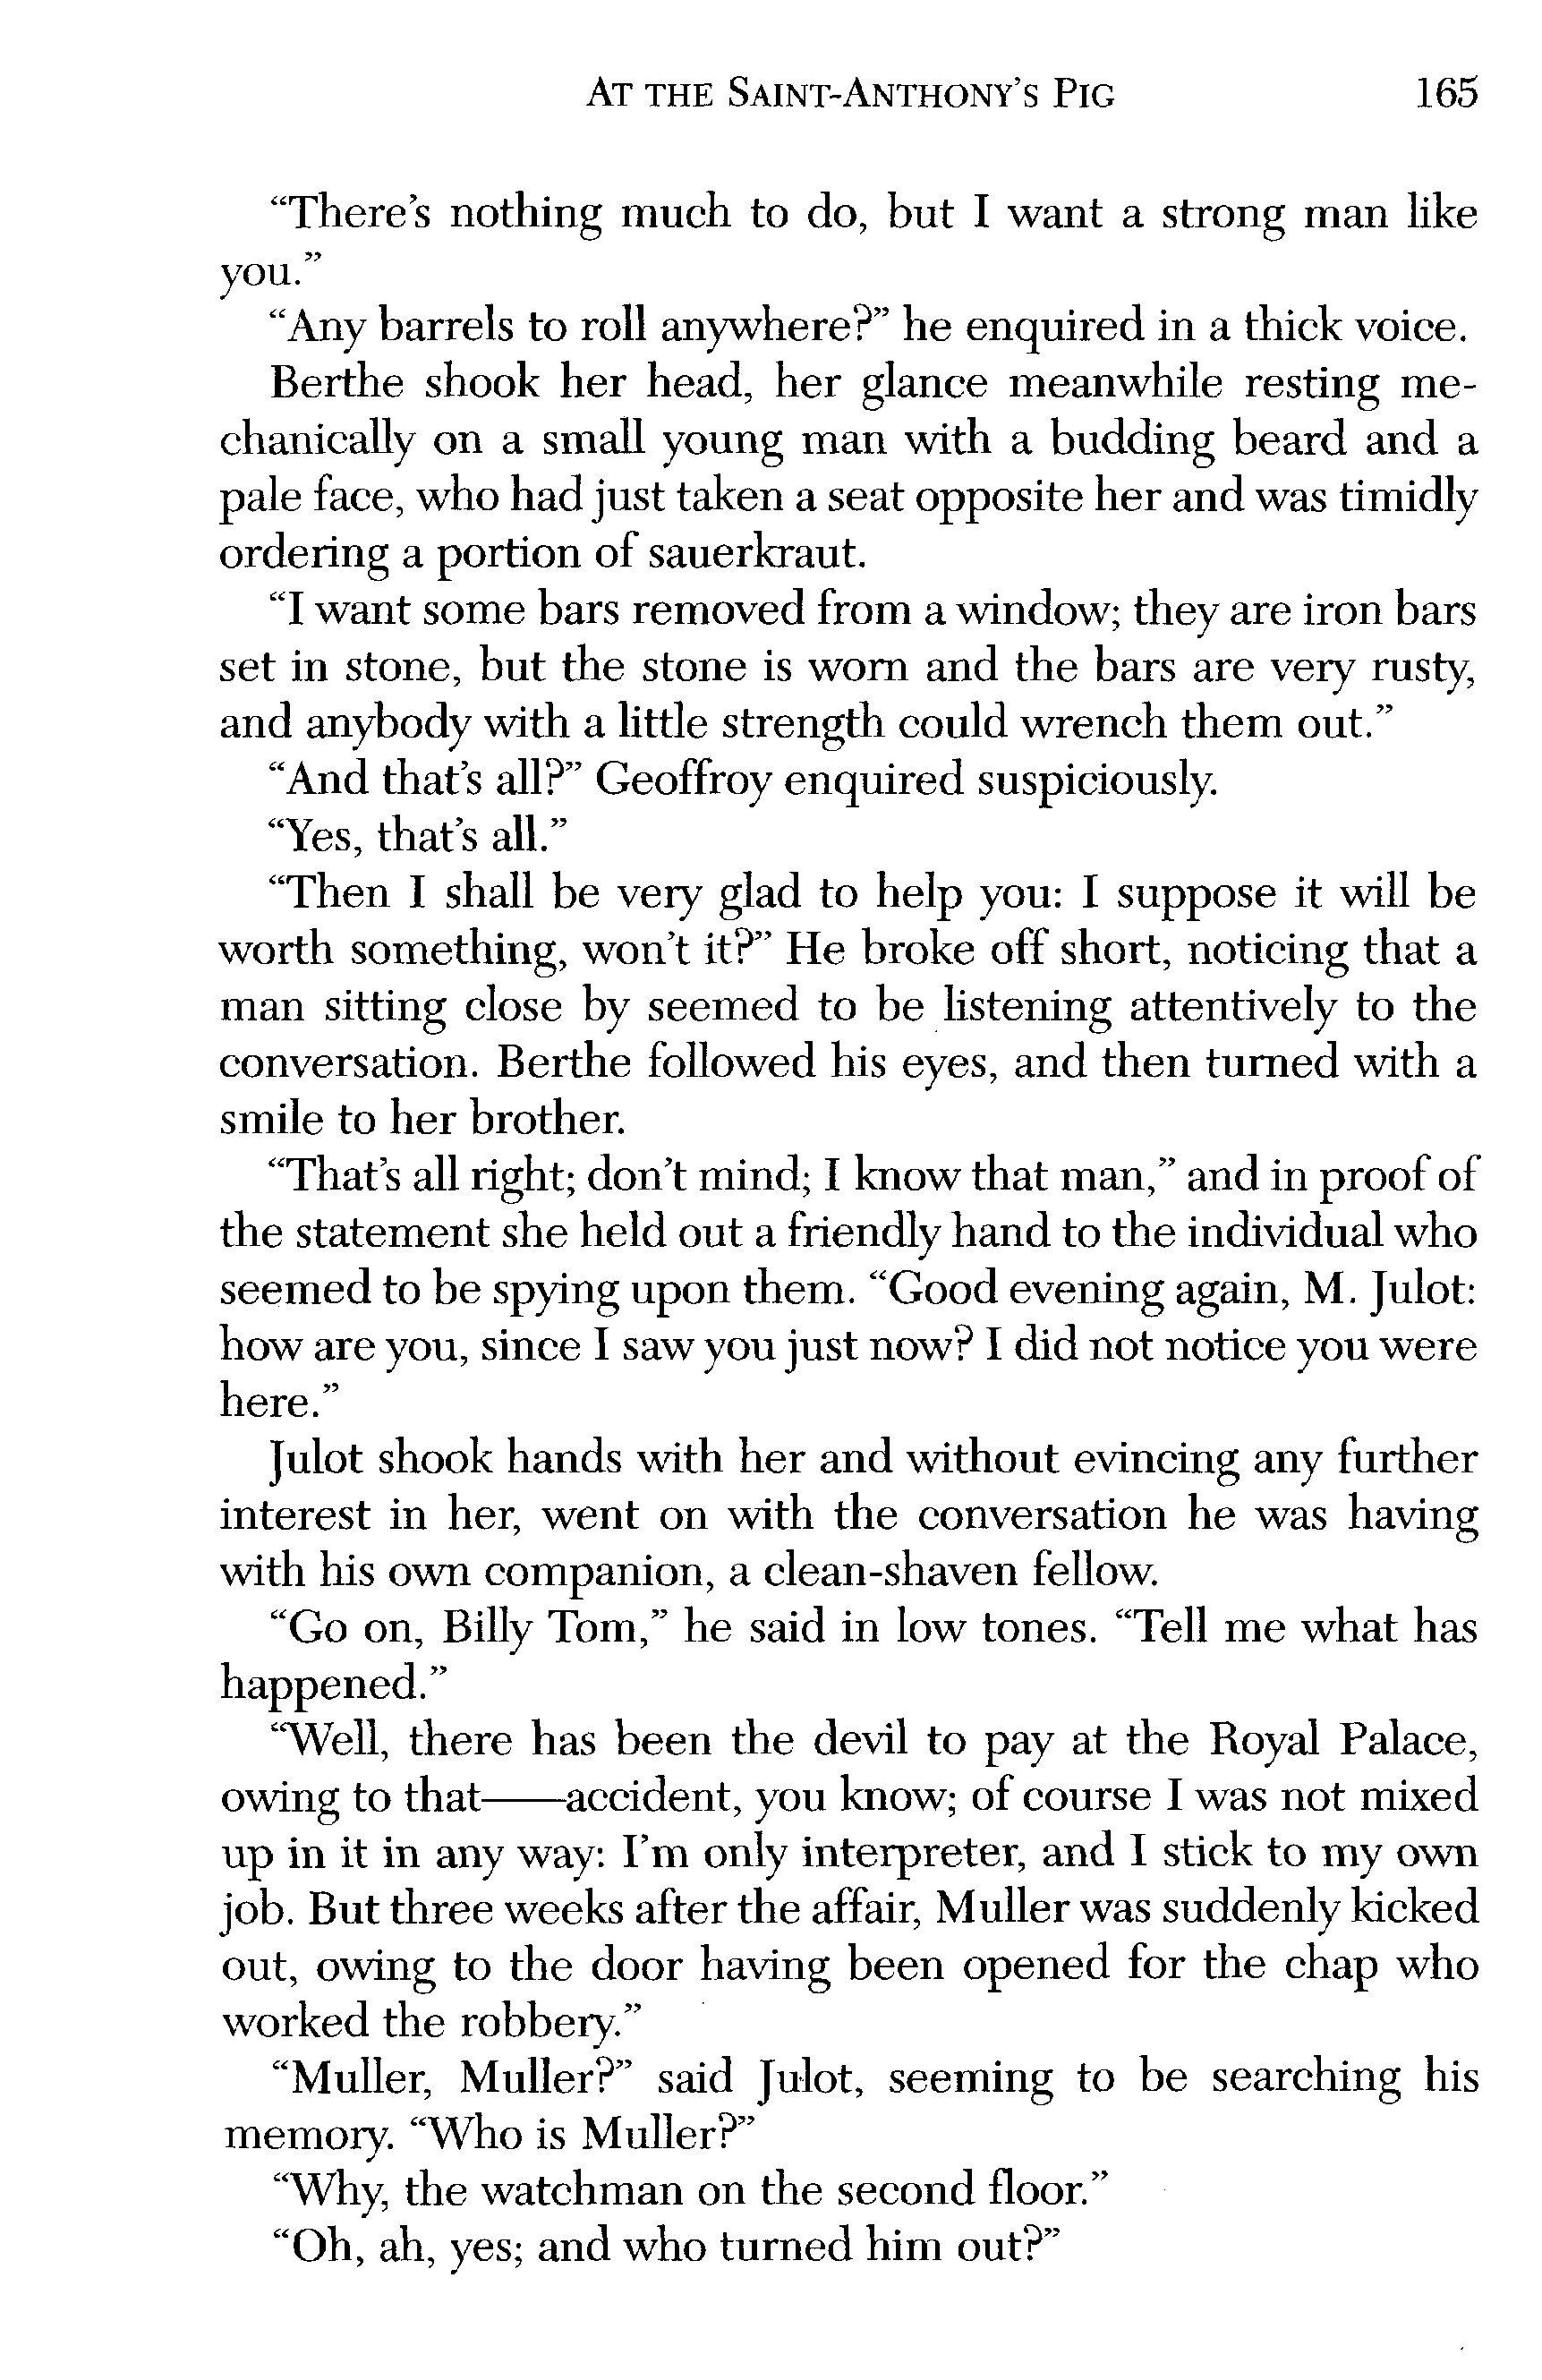 AT THE SAINT-ANTHONY’S PIG 165
“There’s nothing much to do, but I want a strong man like
you.”
“Any barrels to roll anywhere?” he enquired in a thick voice.
Berthe shook her head, her glance meanwhile resting me-
chanically on a small young man with a budding beard and a
pale face, who had just taken a seat opposite her and was timidly
ordering a portion of sauerkraut.
“I want some bars removed from a window; they are iron bars
set in stone, but the stone is worn and the bars are very rusty,
and anybody with a little strength could wrench them out.”
“And that’s all?” Geoffroy enquired suspiciously.
“Yes, that’s all.”
“Then I shall be very glad to help you: I suppose it will be
worth something, won’t it?” He broke off short, noticing that a
man sitting close by seemed to be listening attentively to the
conversation. Berthe followed his eyes, and then turned with a
smile to her brother.
“That’s all right; don’t mind; I know that man,” and in proof of
the statement she held out a friendly hand to the individual who
seemed to be spying upon them. “Good evening again, M. Julot:
how are you, since I saw you just now? I did not notice you were
here.”
Julot shook hands with her and without evincing any further
interest in her, went on with the conversation he was having
with his own companion, a clean-shaven fellow.
“Go on, Billy Tom,” he said in low tones. “Tell me what has
happened.”
“Well, there has been the devil to pay at the Royal Palace,
owing to that——accident, you know; of course I was not mixed
up in it in any way: I’m only interpreter, and I stick to my own
job. But three weeks after the affair, Muller was suddenly kicked
out, owing to the door having been opened for the chap who
worked the robbery.”
“Muller, Muller?” said Julot, seeming to be searching his
memory. “Who is Muller?”
“Why, the watchman on the second floor.”
“Oh, ah, yes; and who turned him out?”